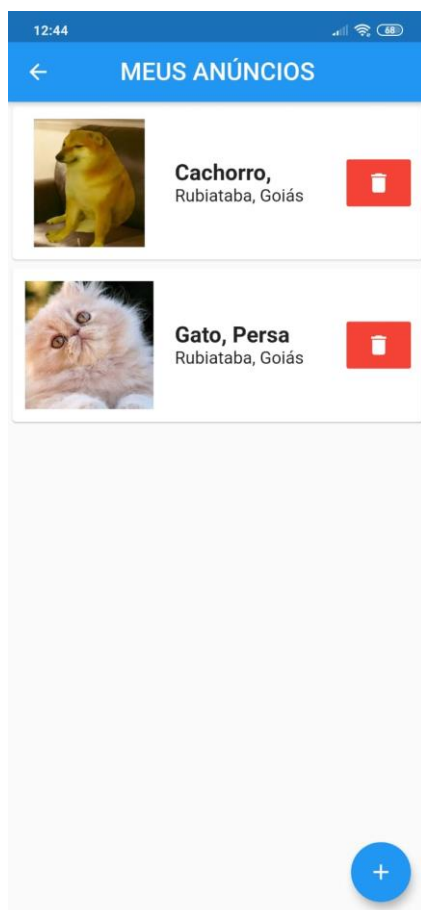 12:44
68
MEUS ANÚNCIOS
Cachorro,
Rubiataba, Goiás
Gato, Persa
Rubiataba, Goiás
+